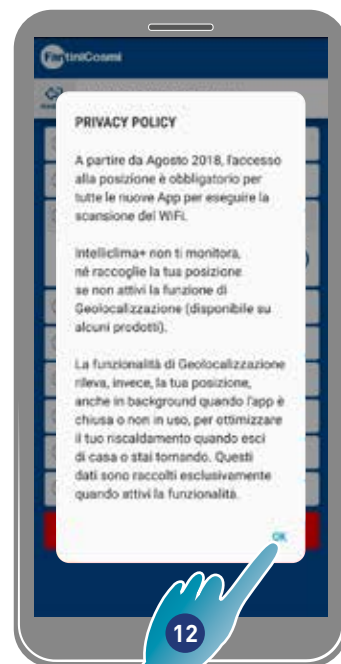 FantiniCosmi
PRIVACY POLICY
A partire da Agosto 2018, l'accesso
alla posizione è obbligatorio per
tutte le nuove App per eseguire la
scansione dei WiFi.
Intelliclima+ non ti monitora,
né raccoglie la tua posizione
se non attivi la funzione di
Geolocalizzazione (disponibile su
alcuni prodotti).
La funzionalità di Geolocalizzazione
rileva, invece, la tua posizione,
anche in background quando l'app è
chiusa o non in uso, per ottimizzare
il tuo riscaldamento quando esci
di casa o stai tornando. Questi
dati sono raccolti esclusivamente
quando attivi la funzionalità.
OK
12